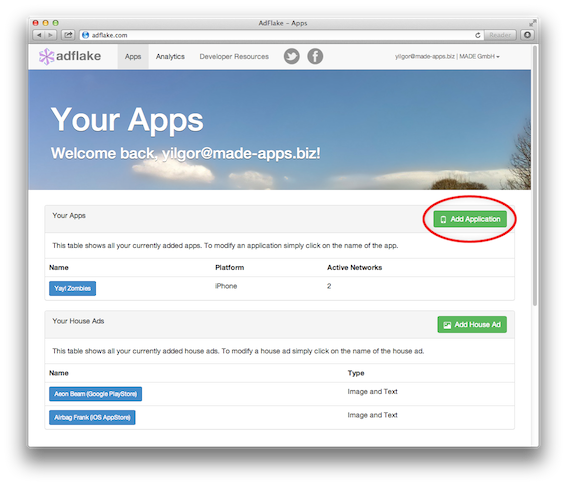 AdFlake – Apps
adflake.com
Reader
adflake
Apps
Analytics
Developer Resources
yilgor@made-apps.biz | MADE GmbH
Your Apps
Welcome back, yilgor@made-apps.biz!
Your Apps
Add Application
This table shows all your currently added apps. To modify an application simply click on the name of the app.
Name Platform Active Networks
Yay! Zombies iPhone 2
Your House Ads
Add House Ad
This table shows all your currently added house ads. To modify a house ad simply click on the name of the house ad.
Name Type
Aeon Beam (Google PlayStore) Image and Text
Airbag Frank (iOS AppStore) Image and Text